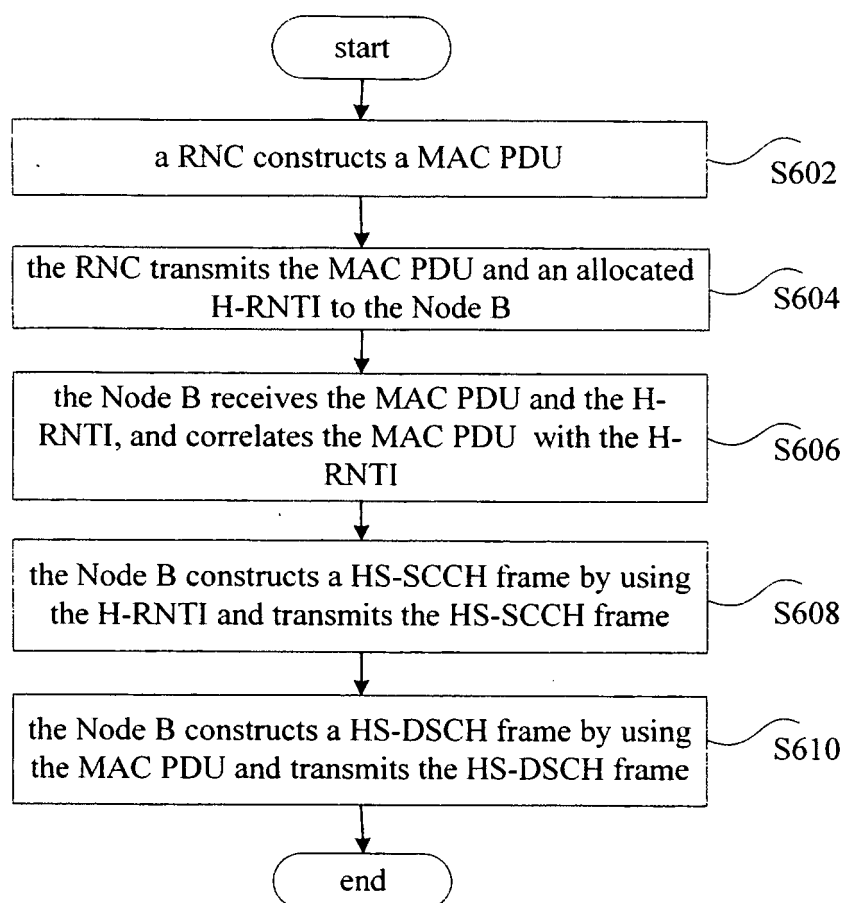 start
a RNC constructs a MAC PDU
S602
the RNC transmits the MAC PDU and an allocated
H-RNTI to the Node B
S604
the Node B receives the MAC PDU and the H-
RNTI, and correlates the MAC PDU with the H-
RNTI
S606
the Node B constructs a HS-SCCH frame by using
the H-RNTI and transmits the HS-SCCH frame
S608
the Node B constructs a HS-DSCH frame by using
the MAC PDU and transmits the HS-DSCH frame
S610
end